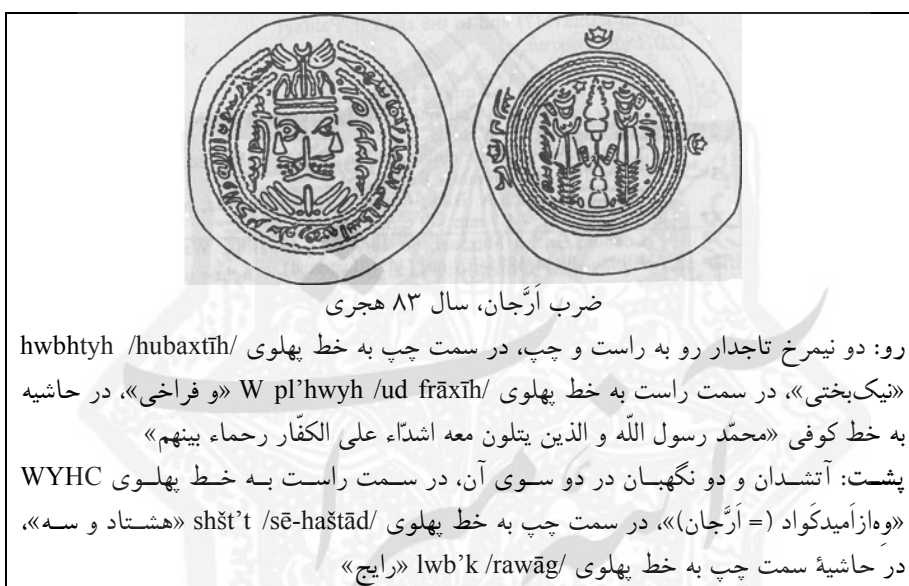 ضرب اَرَّجان، سال ۸۳ هجری
رو: دو نیمرخ تاجدار رو به راست و چپ، در سمت چپ به خط پهلوی hwbhtyh /hubaxtīh/
«نیک‌بختی»، در سمت راست به خط پهلوی W pl'hwyh /ud frāxīh/ «و فراخی»، در حاشیه
به خط کوفی «محمّد رسول اللّه و الذین یتلون معه اشدّاء علی الکفّار رحماء بینهم»
پشت: آتشدان و دو نگهبان در دو سوی آن، در سمت راست به خط پهلوی WYHC
«وِه‌ازاَمیدکَواد (= اَرَّجان)»، در سمت چپ به خط پهلوی shšt't /sē-haštād/ «هشتاد و سه»،
در حاشیۀ سمت چپ به خط پهلوی lwb'k /rawāg/ «رایج»